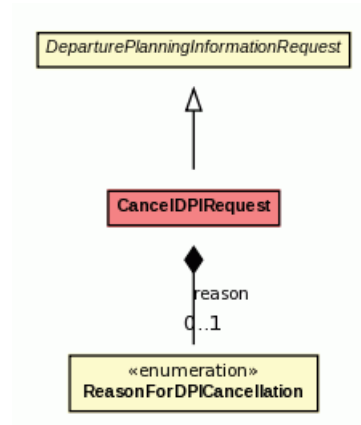 DeparturePlanningInformationRequest
CancelDPIRequest
reason
0..1
«enumeration»
ReasonForDPICancellation